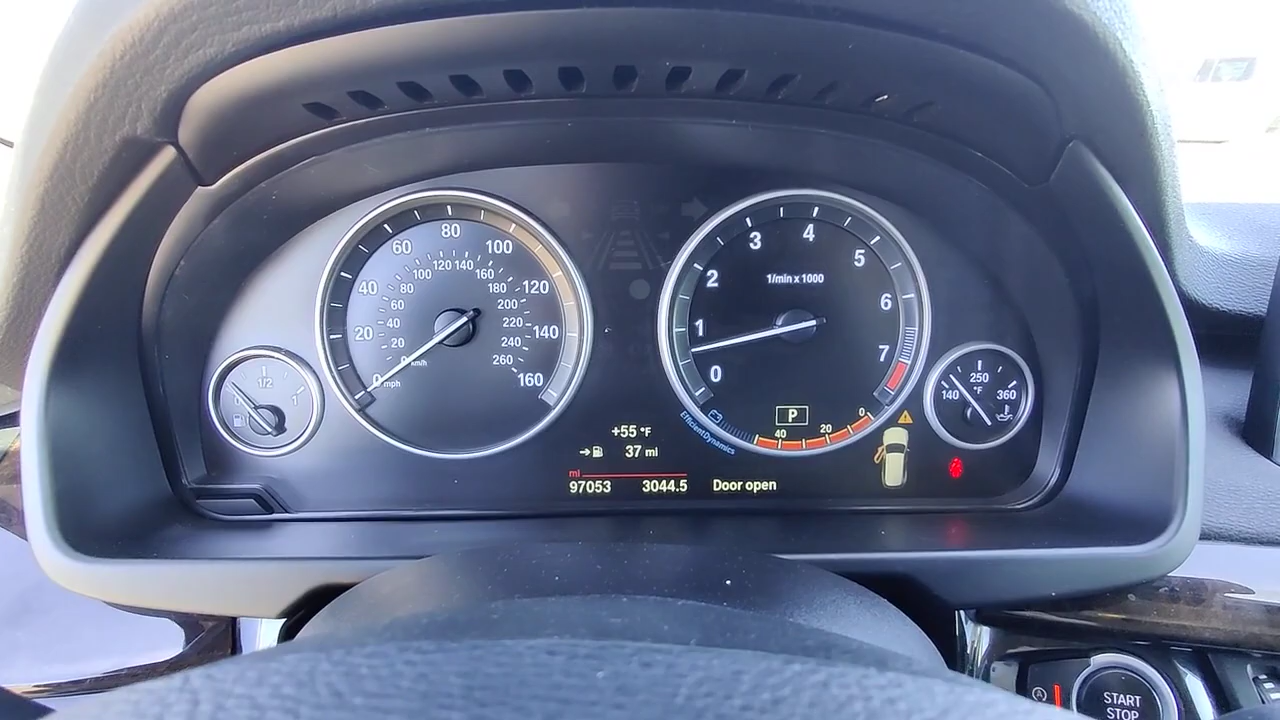 20 40 60 80 100 120 140 160
0 mph
20 40 60 80 100 120 140 160 180 200 220 240 260
0 km/h
1/2
1
0 1 2 3 4 5 6 7
1/min x 1000
P
40 20 0
EfficientDynamics
250
°F
140 360
+55 °F
37 mi
mi
97053 3044.5 Door open
A
START
STOP